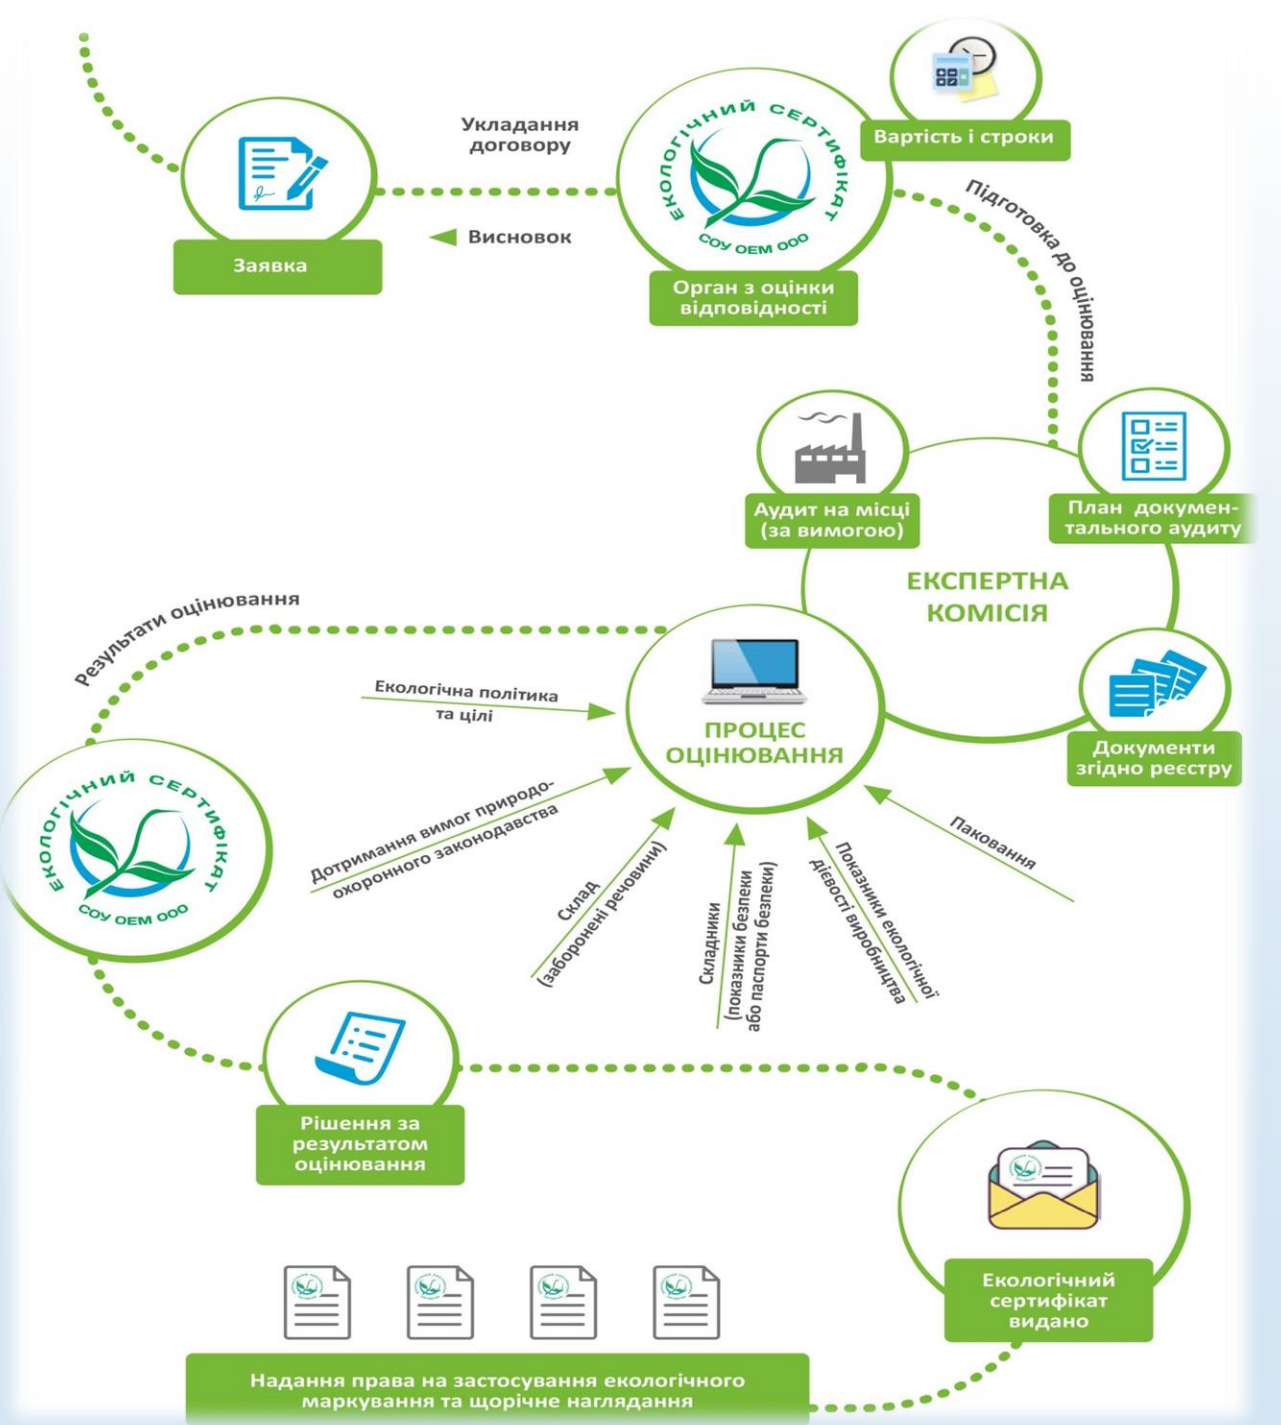 Вартість і строки
Укладання
договору
ЕКОЛОГІЧНИЙ СЕРТИФІКАТ
СОУ ОЕМ 000
Висновок
Заявка
Орган з оцінки
відповідності
Підготовка до оцінювання
Аудит на місці
(за вимогою)
План докумен-
тального аудиту
ЕКСПЕРТНА
КОМІСІЯ
Документи
згідно реєстру
Результати оцінювання
ПРОЦЕС
ОЦІНЮВАННЯ
Екологічна політика
та цілі
Дотримання вимог природо-
охоронного законодавства
Склад
(заборонені речовини)
Складники
(показники безпеки
або паспорти безпеки)
Показники екологічної
дієвості виробництва
Паковання
ЕКОЛОГІЧНИЙ СЕРТИФІКАТ
СОУ ОЕМ 000
Рішення за
результатом
оцінювання
Екологічний
сертифікат
видано
Надання права на застосування екологічного
маркування та щорічне наглядання